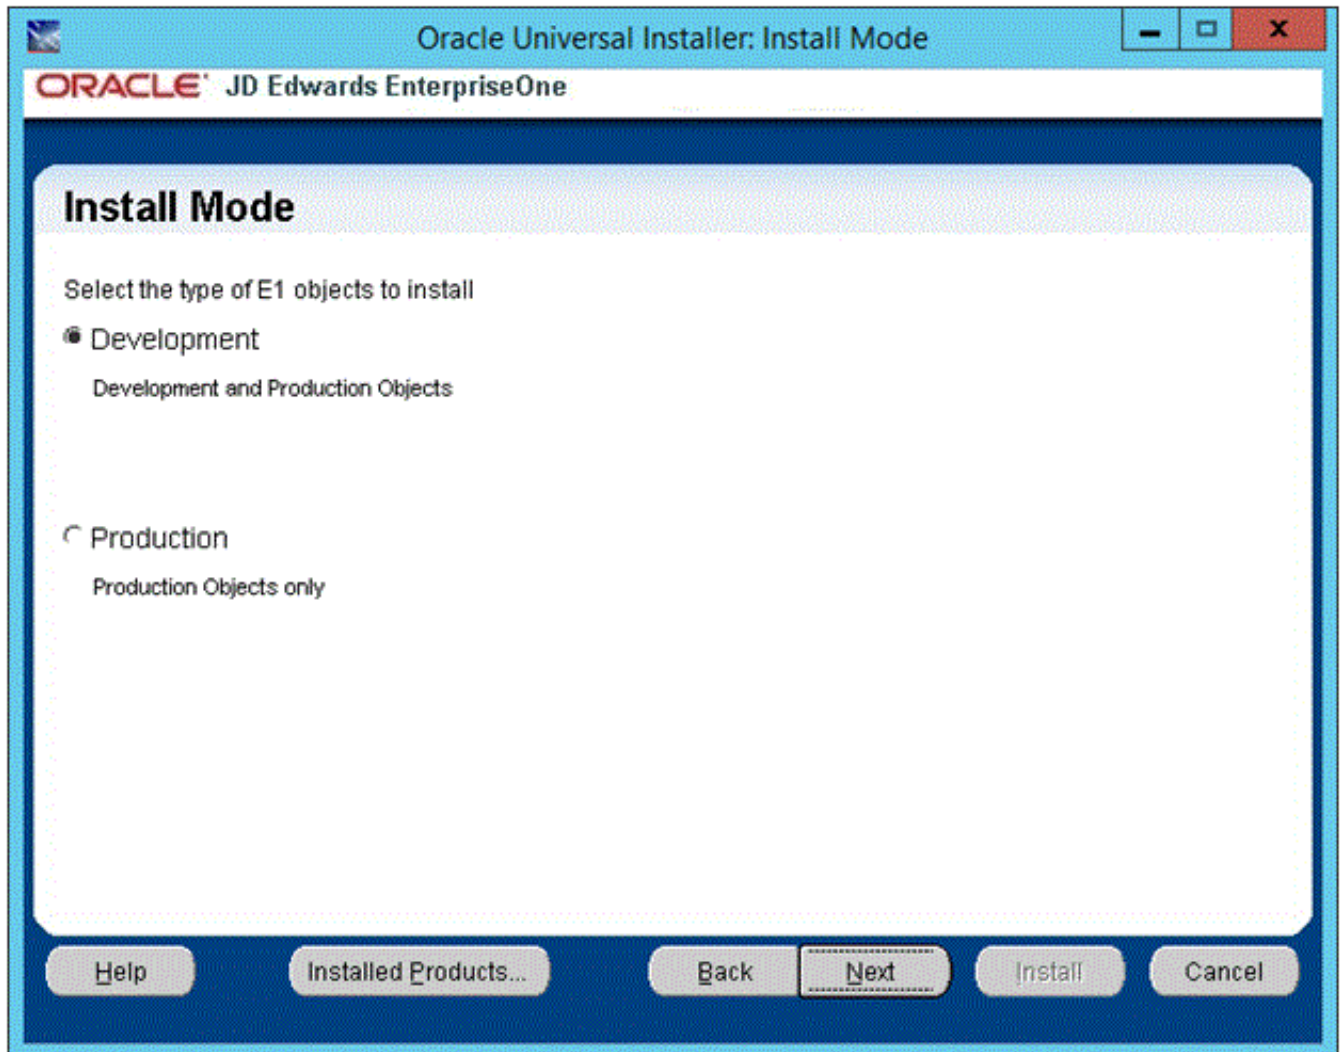 Oracle Universal Installer: Install Mode
ORACLE JD Edwards EnterpriseOne
Install Mode
Select the type of E1 objects to install
Development
Development and Production Objects
Production
Production Objects only
Help Installed Products... Back Next Install Cancel